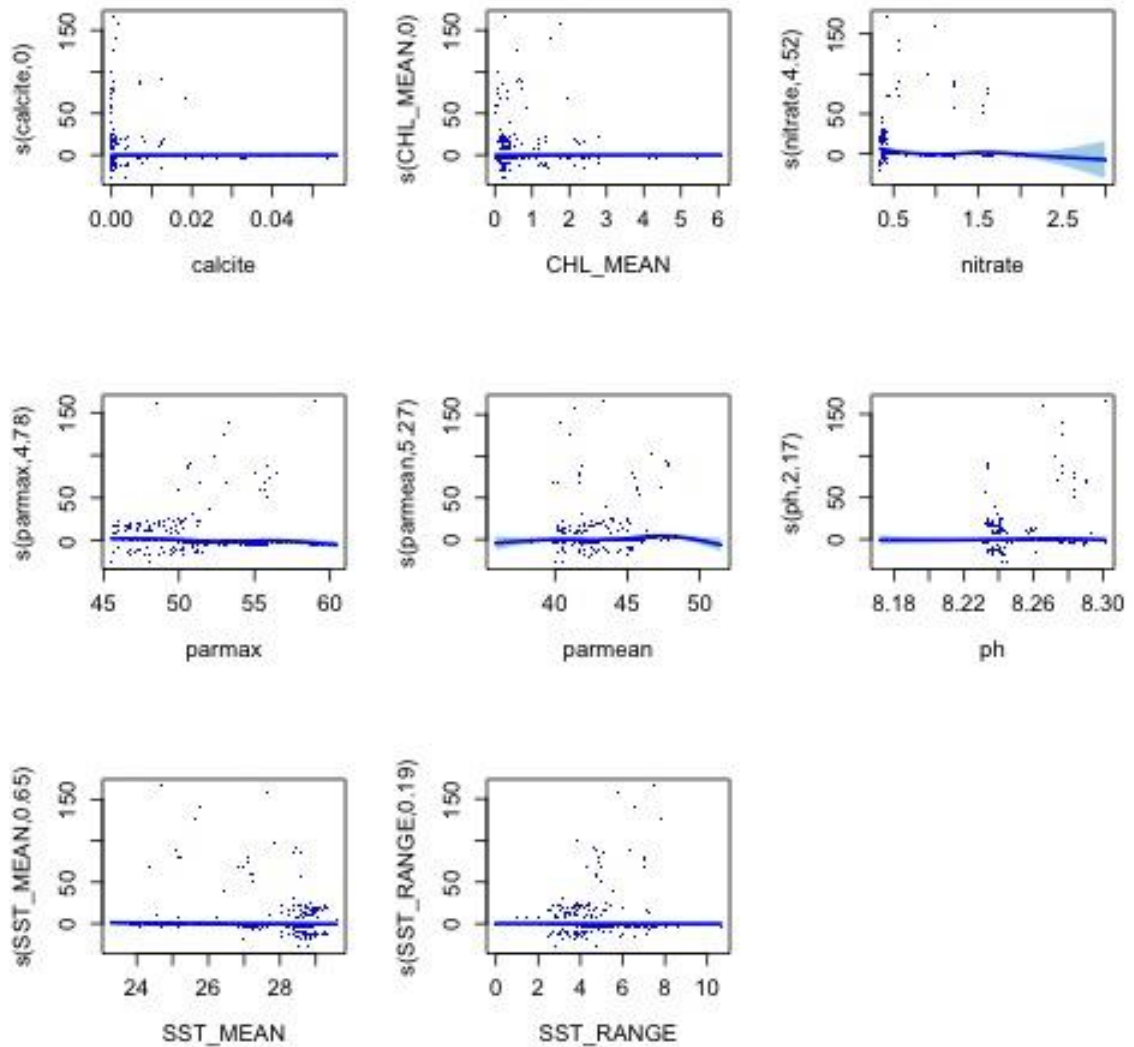 s(calcite,0)
150
50
0
0.00 0.02 0.04
calcite
s(CHL_MEAN,0)
150
50
0
0 1 2 3 4 5 6
CHL_MEAN
s(nitrate,4.52)
150
50
0
0.5 1.5 2.5
nitrate
s(parmax,4.78)
150
50
0
45 50 55 60
parmax
s(parmean,5.27)
150
50
0
40 45 50
parmean
s(ph,2.17)
150
50
0
8.18 8.22 8.26 8.30
ph
s(SST_MEAN,0.65)
150
50
0
24 26 28
SST_MEAN
s(SST_RANGE,0.19)
150
50
0
0 2 4 6 8 10
SST_RANGE